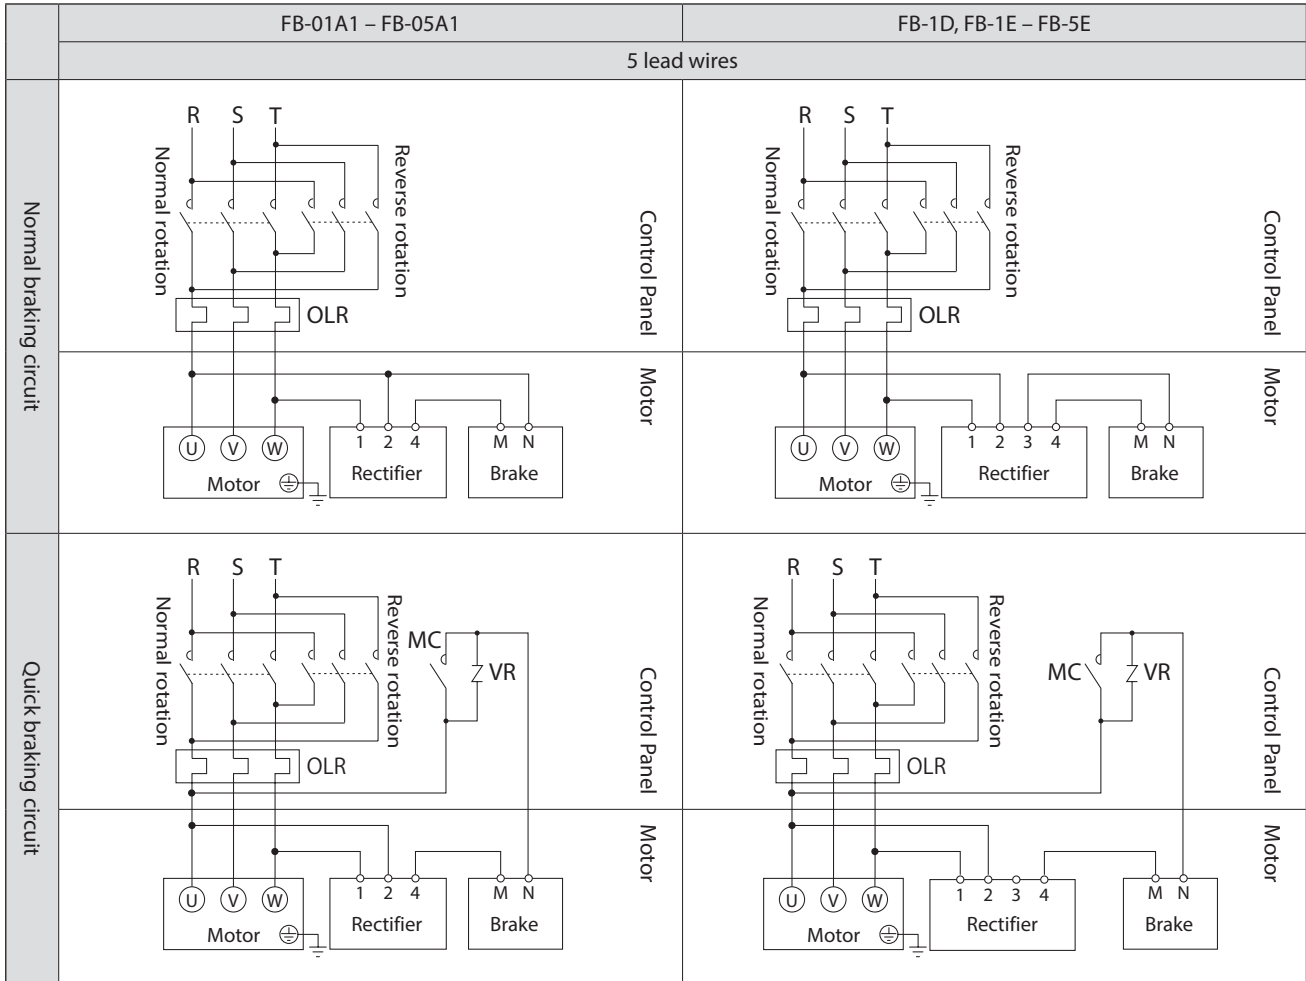 FB-01A1 – FB-05A1
FB-1D, FB-1E – FB-5E
5 lead wires
Normal braking circuit
R S T
Normal rotation
Reverse rotation
OLR
Control Panel
Motor
U V W
Motor
1 2 4
Rectifier
M N
Brake
R S T
Normal rotation
Reverse rotation
OLR
Control Panel
Motor
U V W
Motor
1 2 3 4
Rectifier
M N
Brake
Quick braking circuit
R S T
Normal rotation
Reverse rotation
MC
VR
OLR
Control Panel
Motor
U V W
Motor
1 2 4
Rectifier
M N
Brake
R S T
Normal rotation
Reverse rotation
MC
VR
OLR
Control Panel
Motor
U V W
Motor
1 2 3 4
Rectifier
M N
Brake